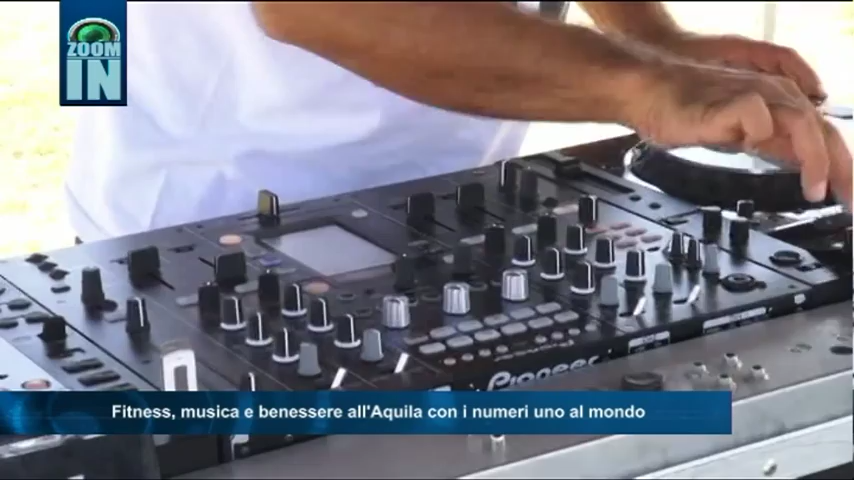 ZOOM
IN
Pioneer
Fitness, musica e benessere all'Aquila con i numeri uno al mondo